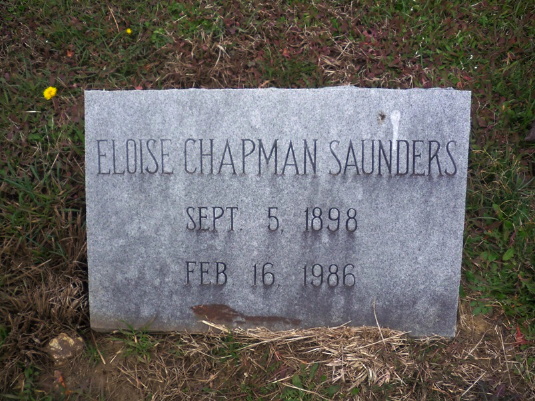 ELOISE CHAPMAN SAUNDERS
SEPT. 5, 1898
FEB 16, 1986